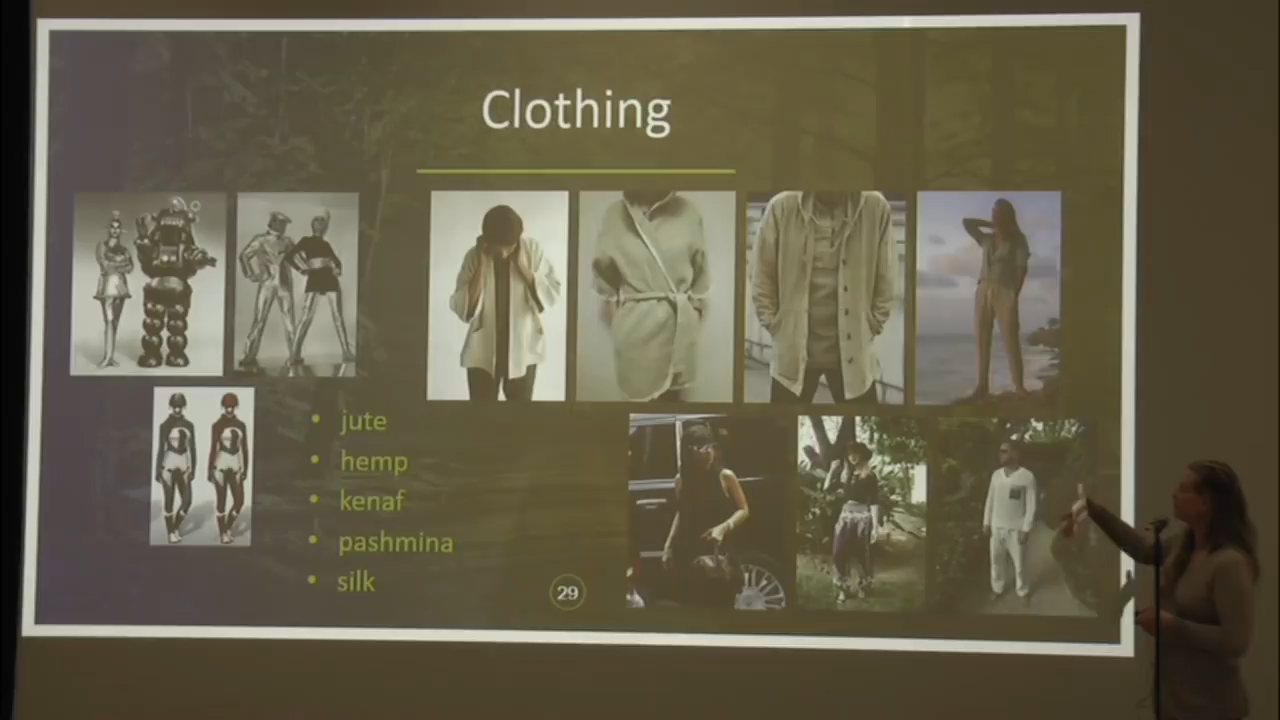 Clothing
• jute
• hemp
• kenaf
• pashmina
• silk
29